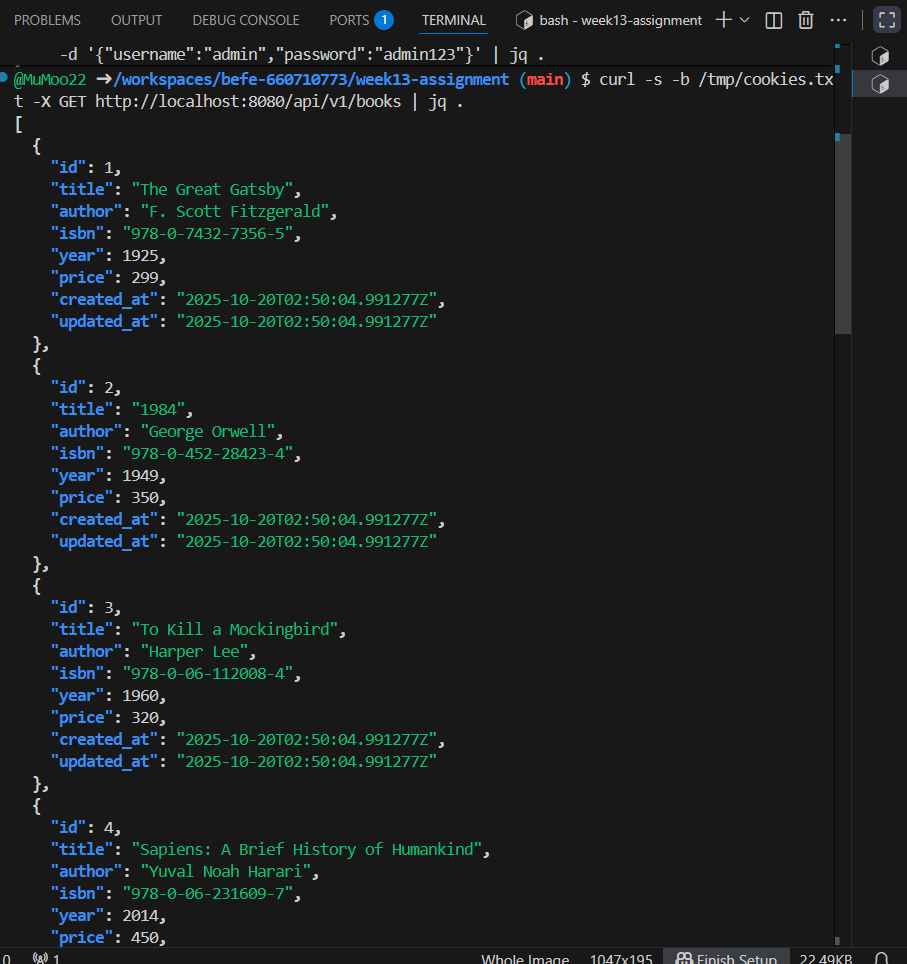 PROBLEMS OUTPUT DEBUG CONSOLE PORTS 1 TERMINAL bash - week13-assignment
-d '{"username":"admin","password":"admin123"}' | jq .
@MuMoo22 ➜/workspaces/befe-660710773/week13-assignment (main) $ curl -s -b /tmp/cookies.tx
t -X GET http://localhost:8080/api/v1/books | jq .
[
{
"id": 1,
"title": "The Great Gatsby",
"author": "F. Scott Fitzgerald",
"isbn": "978-0-7432-7356-5",
"year": 1925,
"price": 299,
"created_at": "2025-10-20T02:50:04.991277Z",
"updated_at": "2025-10-20T02:50:04.991277Z"
},
{
"id": 2,
"title": "1984",
"author": "George Orwell",
"isbn": "978-0-452-28423-4",
"year": 1949,
"price": 350,
"created_at": "2025-10-20T02:50:04.991277Z",
"updated_at": "2025-10-20T02:50:04.991277Z"
},
{
"id": 3,
"title": "To Kill a Mockingbird",
"author": "Harper Lee",
"isbn": "978-0-06-112008-4",
"year": 1960,
"price": 320,
"created_at": "2025-10-20T02:50:04.991277Z",
"updated_at": "2025-10-20T02:50:04.991277Z"
},
{
"id": 4,
"title": "Sapiens: A Brief History of Humankind",
"author": "Yuval Noah Harari",
"isbn": "978-0-06-231609-7",
"year": 2014,
"price": 450,
0 1 Whole Image 1047x195 Finish Setup 22.49KB